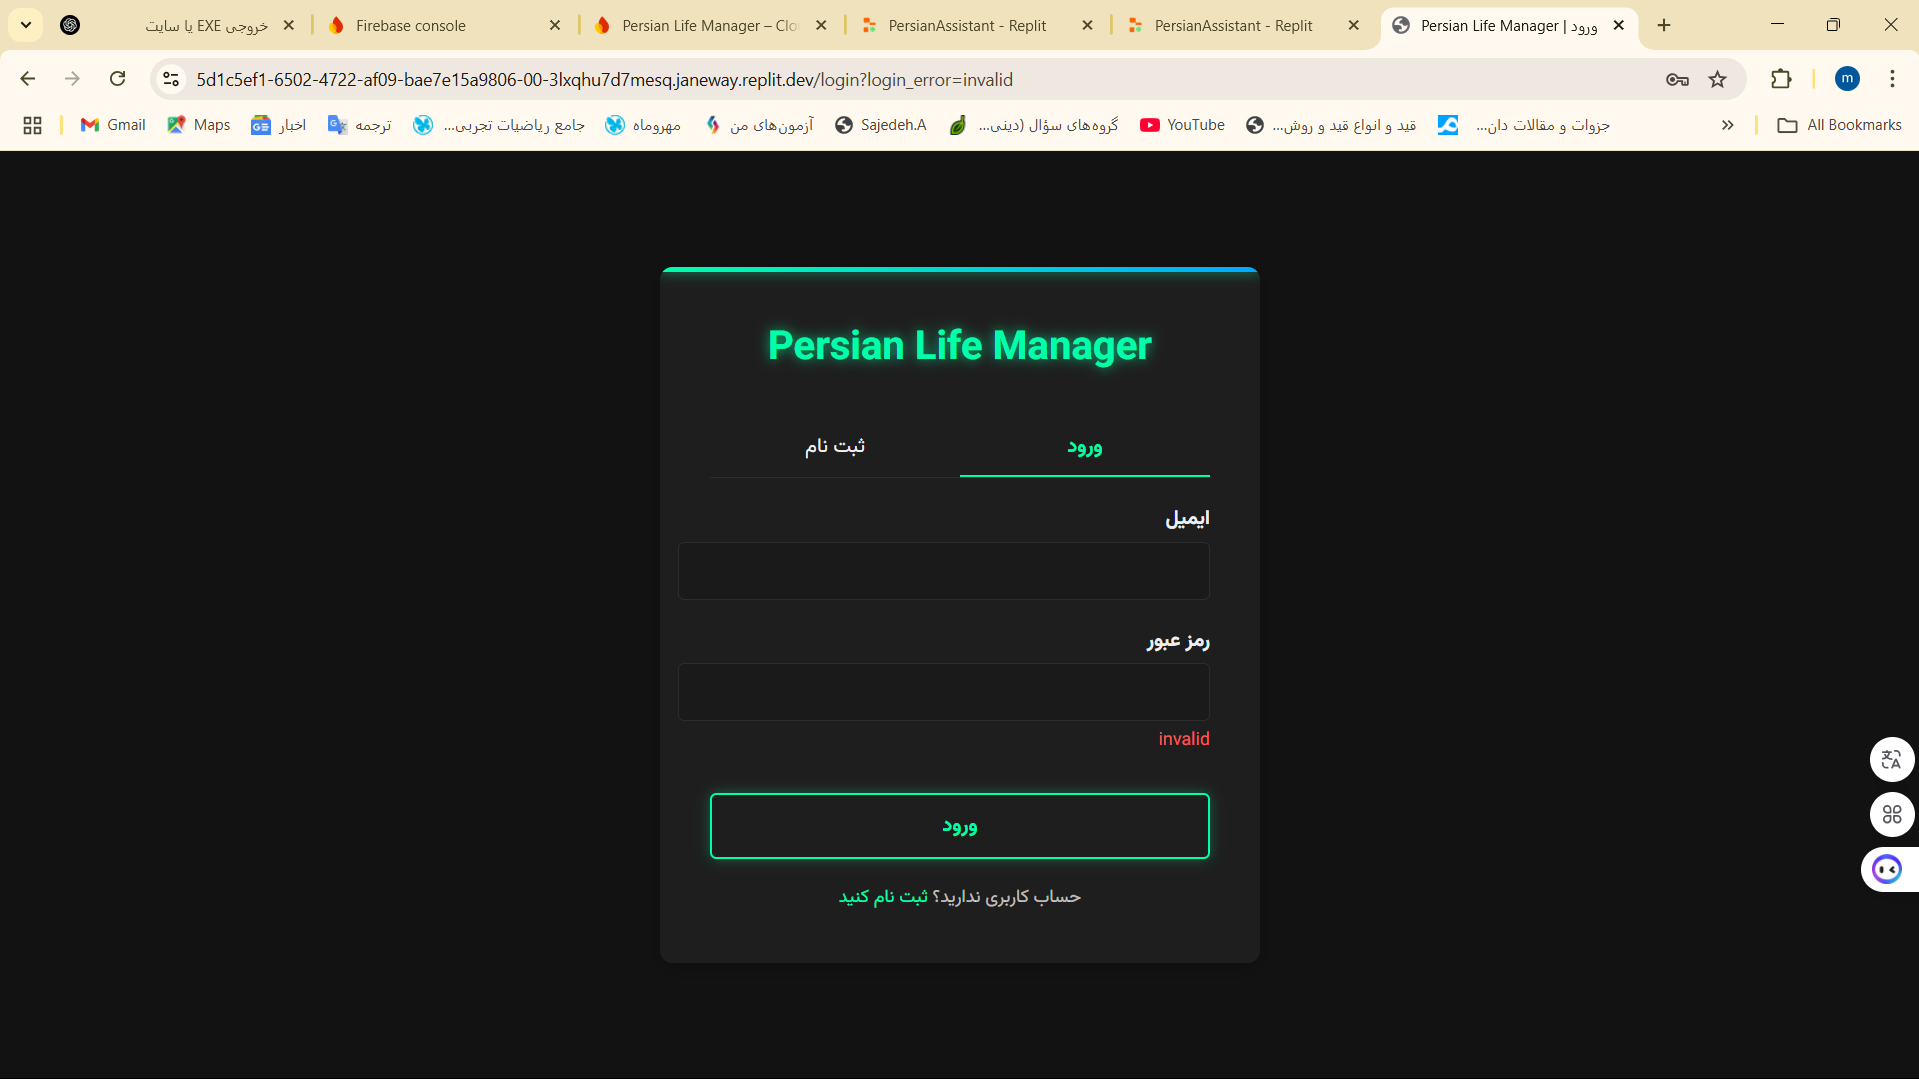 خروجی EXE یا سایت
Firebase console
Persian Life Manager – Clo
PersianAssistant - Replit
PersianAssistant - Replit
ورود | Persian Life Manager
5d1c5ef1-6502-4722-af09-bae7e15a9806-00-3lxqhu7d7mesq.janeway.replit.dev/login?login_error=invalid
m
Gmail
Maps
اخبار
ترجمه
جامع ریاضیات تجربی...
مهروماه
آزمون‌های من
Sajedeh.A
گروه‌های سؤال (دینی...
YouTube
قید و انواع قید و روش...
جزوات و مقالات دان...
All Bookmarks
Persian Life Manager
ورود
ثبت نام
ایمیل
رمز عبور
invalid
ورود
حساب کاربری ندارید؟ ثبت نام کنید